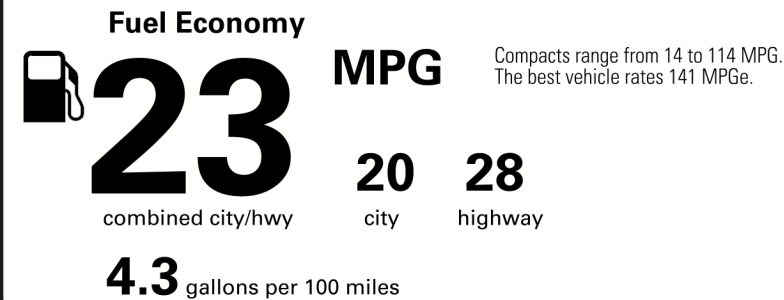 Fuel Economy
23 MPG
Compacts range from 14 to 114 MPG.
The best vehicle rates 141 MPGe.
20 28
combined city/hwy city highway
4.3 gallons per 100 miles